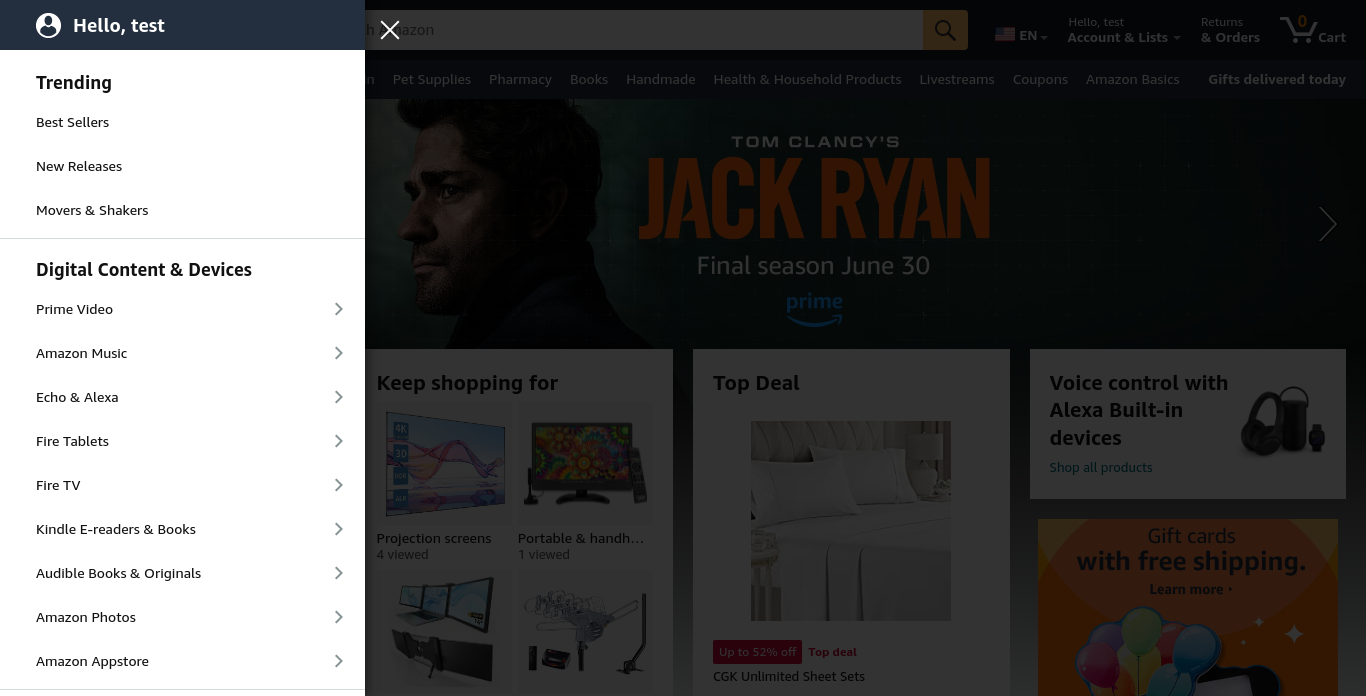 Hello, test
Trending
Best Sellers
New Releases
Movers & Shakers
Digital Content & Devices
Prime Video
Amazon Music
Echo & Alexa
Fire Tablets
Fire TV
Kindle E-readers & Books
Audible Books & Originals
Amazon Photos
Amazon Appstore
h Amazon
EN
Hello, test
Account & Lists
Returns
& Orders
0
Cart
n
Pet Supplies
Pharmacy
Books
Handmade
Health & Household Products
Livestreams
Coupons
Amazon Basics
Gifts delivered today
TOM CLANCY'S
JACK RYAN
Final season June 30
prime
Keep shopping for
4K
3D
HDR
Projection screens
4 viewed
Portable & handh…
1 viewed
Top Deal
Up to 52% off
Top deal
CGK Unlimited Sheet Sets
Voice control with
Alexa Built-in
devices
Shop all products
Gift cards
with free shipping.
Learn more